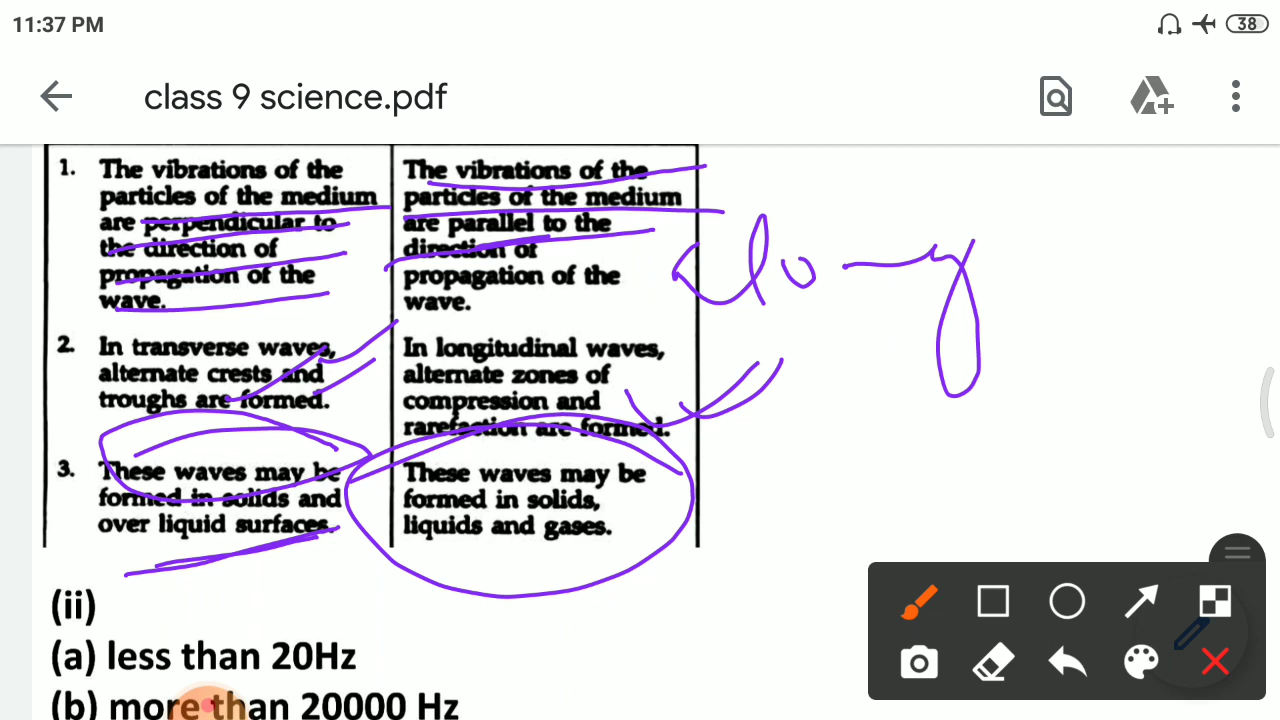 11:37 PM
38
class 9 science.pdf
1. The vibrations of the
particles of the medium
are perpendicular to
the direction of
propagation of the
wave.
The vibrations of the
particles of the medium
are parallel to the
direction of
propagation of the
wave.
2. In transverse waves,
alternate crests and
troughs are formed.
In longitudinal waves,
alternate zones of
compression and
rarefaction are formed.
3. These waves may be
formed in solids and
over liquid surfaces.
These waves may be
formed in solids,
liquids and gases.
(ii)
(a) less than 20Hz
(b) more than 20000 Hz